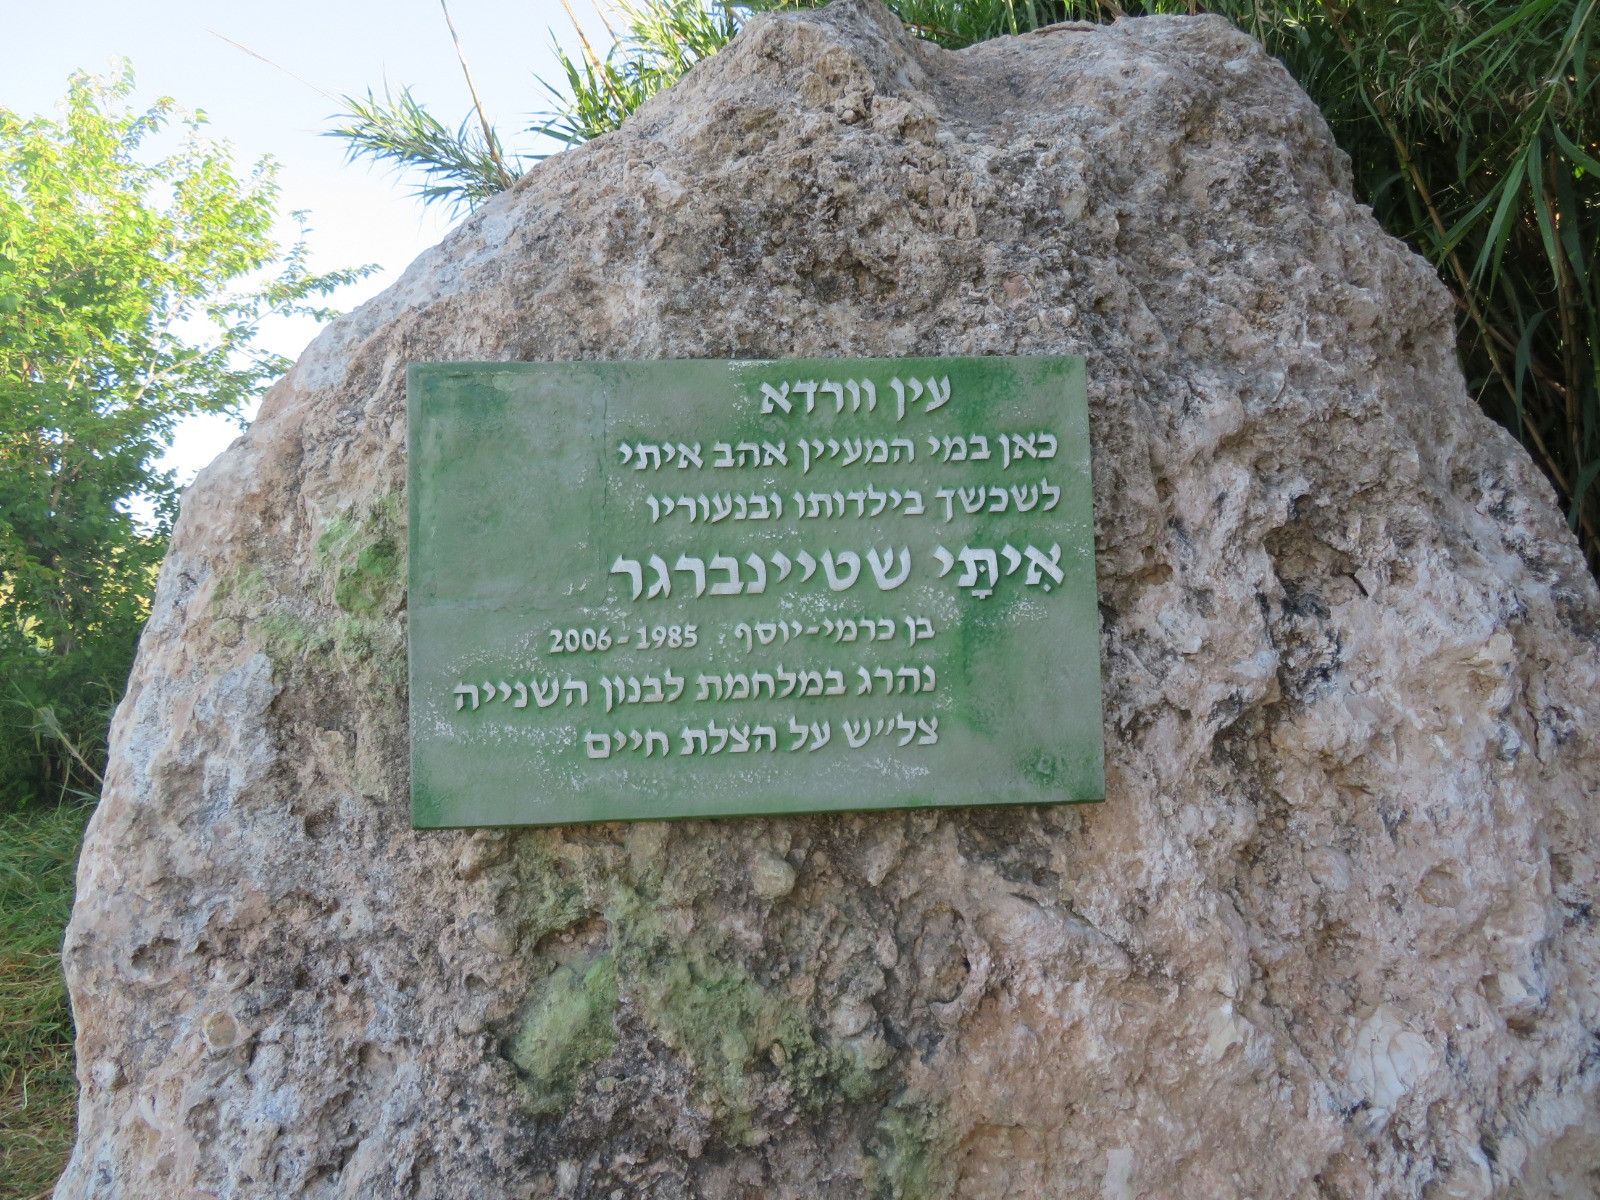 עין וורדא
כאן במי המעיין אהב איתי
לשכשך בילדותו ובנעוריו
אִיתָּי שטיינברגר
בן כרמי-יוסף 1985 - 2006
נהרג במלחמת לבנון השנייה
צל״ש על הצלת חיים